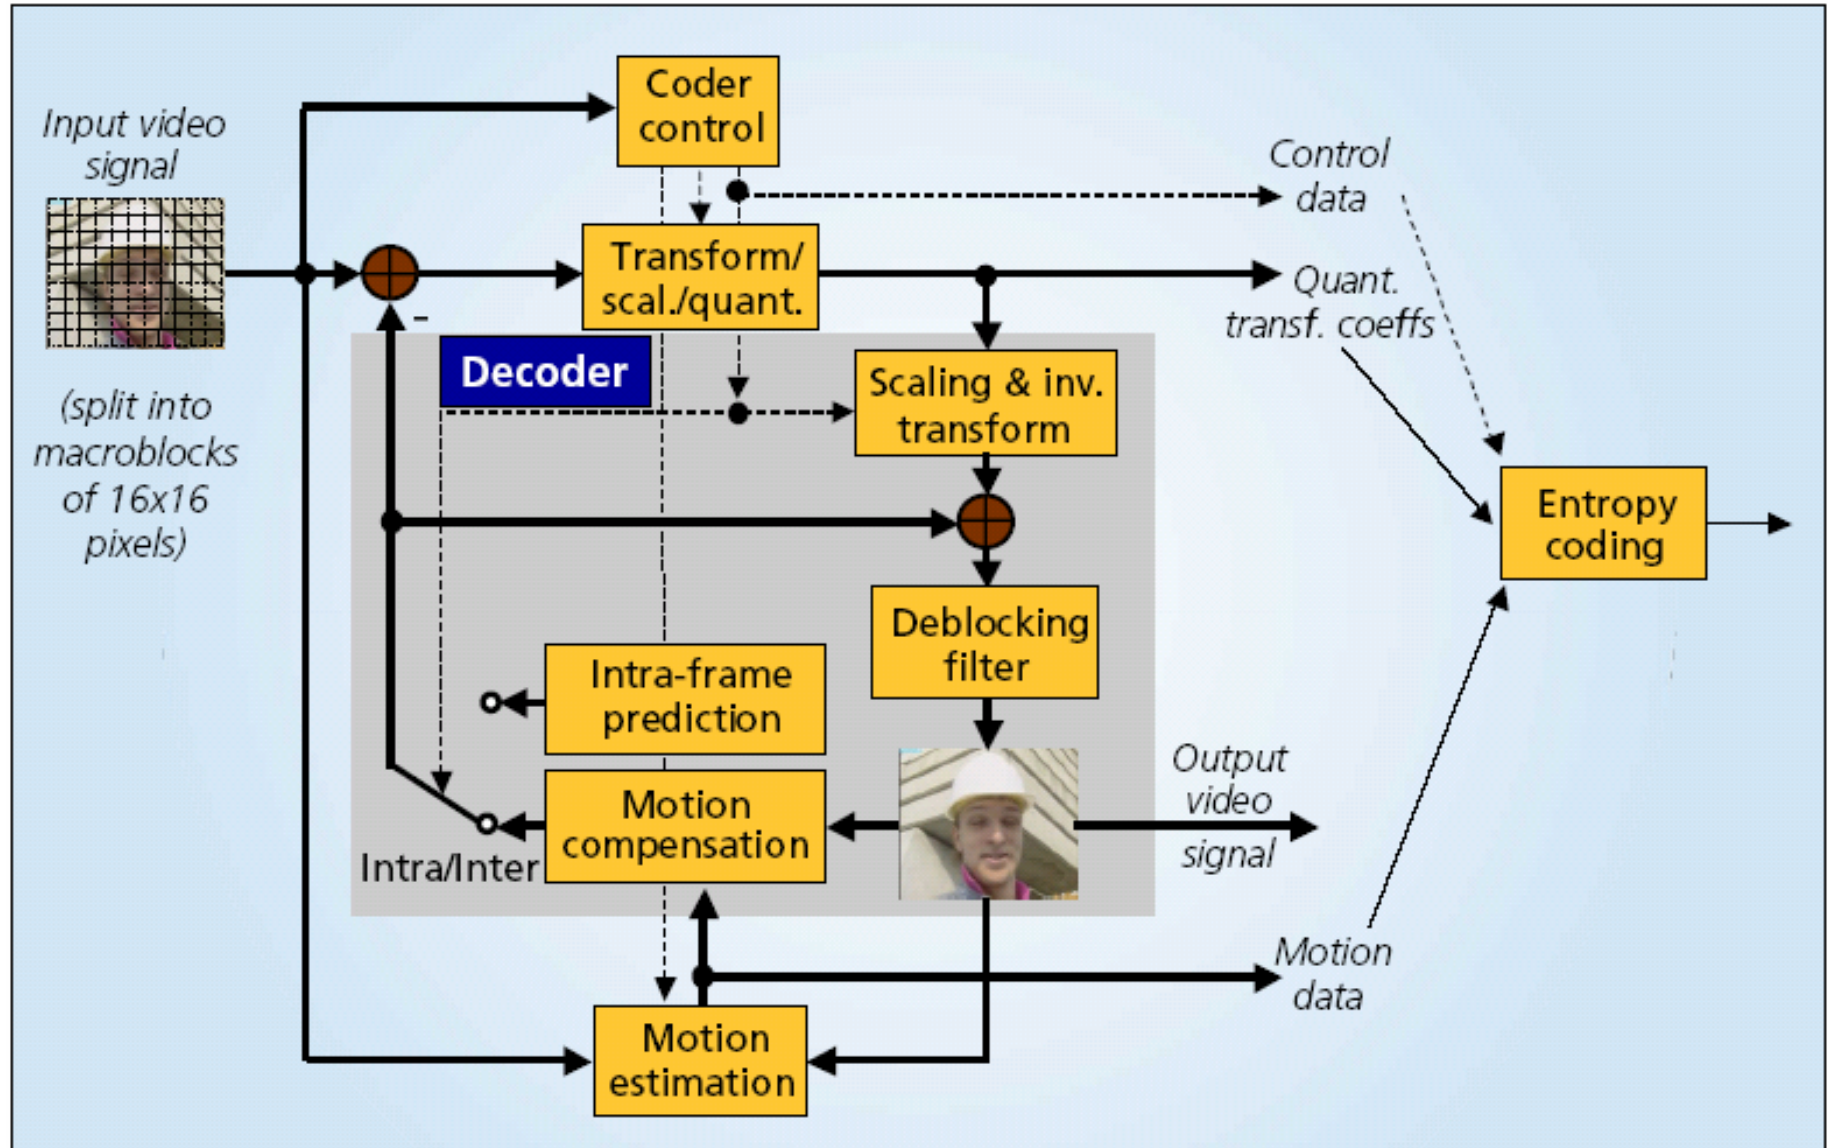 Coder
control
Input video
signal
Control
data
Transform/
scal./quant.
Quant.
transf. coeffs
-
Decoder
(split into
macroblocks
of 16x16
pixels)
Scaling & inv.
transform
Entropy
coding
Deblocking
filter
Intra-frame
prediction
Motion
compensation
Intra/Inter
Output
video
signal
Motion
data
Motion
estimation